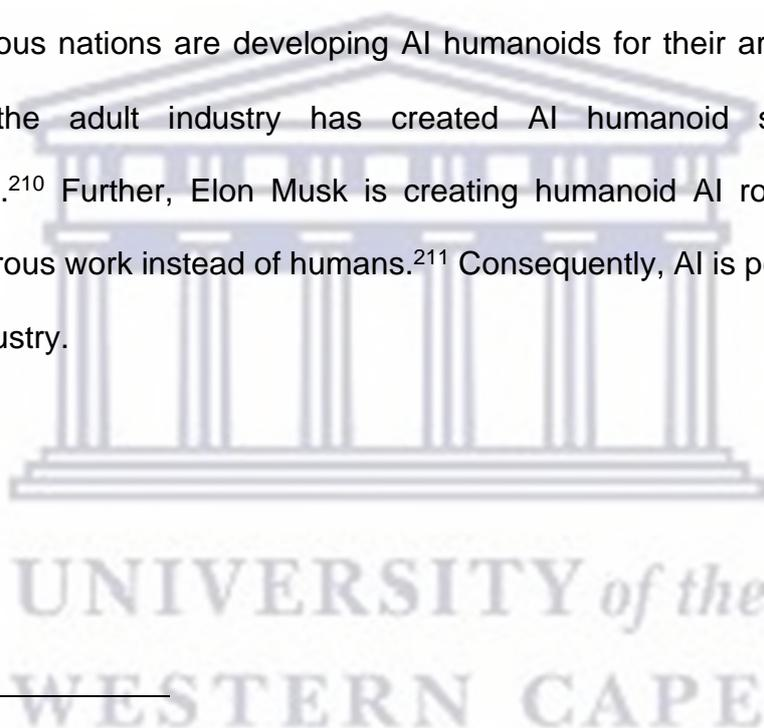 ous nations are developing AI humanoids for their ar
the adult industry has created AI humanoid s
.²¹⁰ Further, Elon Musk is creating humanoid AI ro
rous work instead of humans.²¹¹ Consequently, AI is p
ustry.
UNIVERSITY of the
WESTERN CAPE